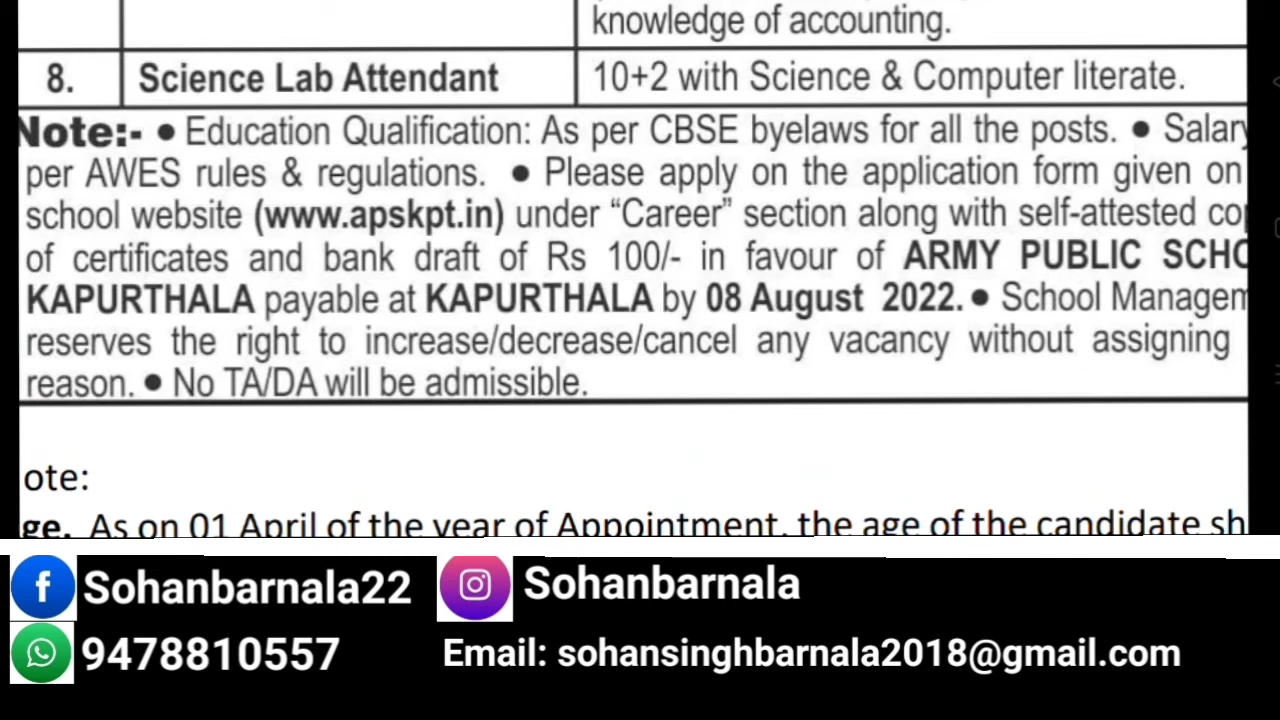 knowledge of accounting.
8. Science Lab Attendant 10+2 with Science & Computer literate.
Note:- ● Education Qualification: As per CBSE byelaws for all the posts. ● Salary
per AWES rules & regulations. ● Please apply on the application form given on
school website (www.apskpt.in) under “Career” section along with self-attested
of certificates and bank draft of Rs 100/- in favour of ARMY PUBLIC
KAPURTHALA payable at KAPURTHALA by 08 August 2022. ● School
reserves the right to increase/decrease/cancel any vacancy without assigning
reason. ● No TA/DA will be admissible.
ote:
ge. As on 01 April of the year of Appointment, the age of the candidate sh
Sohanbarnala22 Sohanbarnala
9478810557 Email: sohansinghbarnala2018@gmail.com